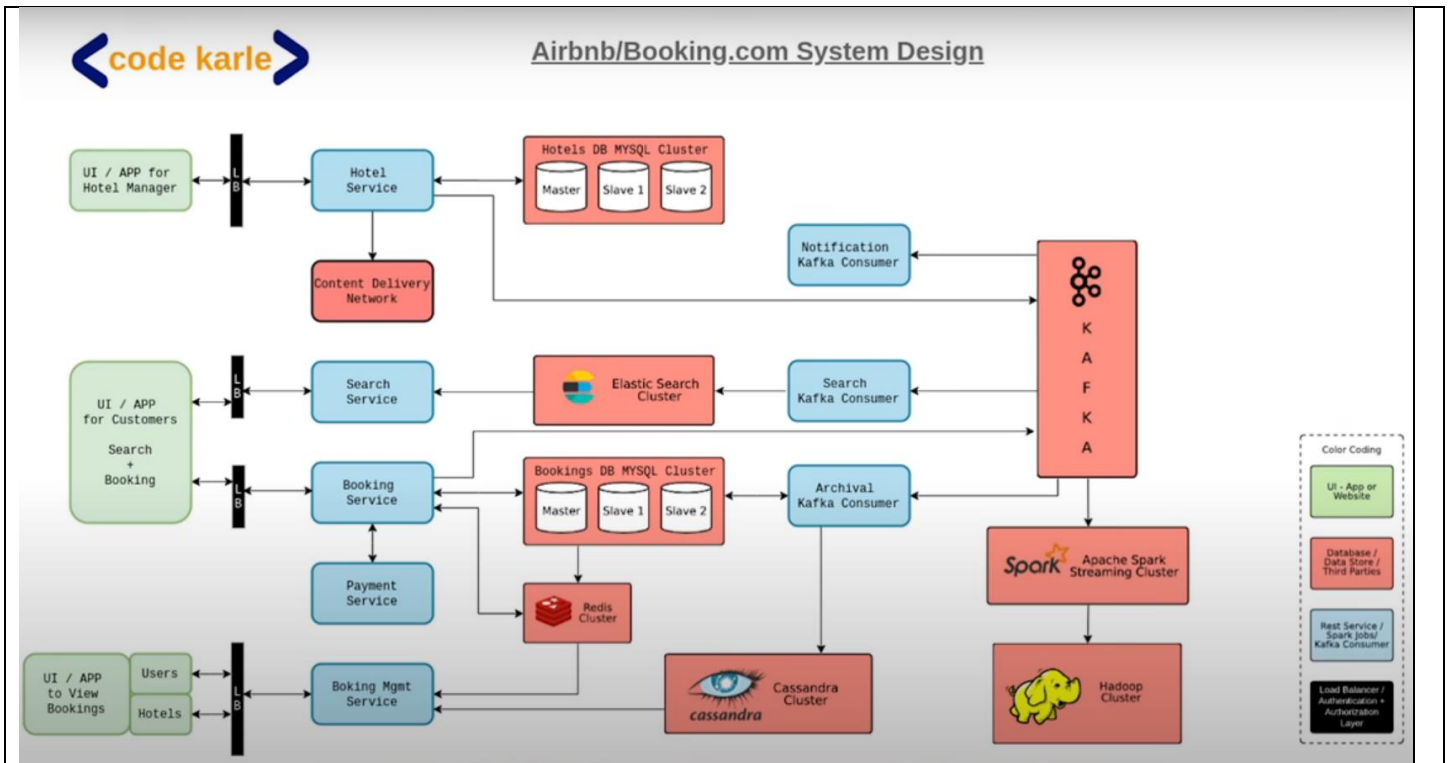 <code karle>
Airbnb/Booking.com System Design
UI / APP for
Hotel Manager
L
B
Hotel
Service
Hotels DB MYSQL Cluster
Master
Slave 1
Slave 2
Content Delivery
Network
Notification
Kafka Consumer
K
A
F
K
A
UI / APP
for Customers
Search
+
Booking
L
B
Search
Service
Elastic Search
Cluster
Search
Kafka Consumer
L
B
Booking
Service
Bookings DB MYSQL Cluster
Master
Slave 1
Slave 2
Archival
Kafka Consumer
Payment
Service
Redis
Cluster
Spark
Apache Spark
Streaming Cluster
UI / APP
to View
Bookings
Users
Hotels
L
B
Boking Mgmt
Service
cassandra
Cassandra
Cluster
Hadoop
Cluster
Color Coding
UI - App or
Website
Database /
Data Store /
Third Parties
Rest Service /
Spark Jobs/
Kafka Consumer
Load Balancer /
Authentication +
Authorization
Layer